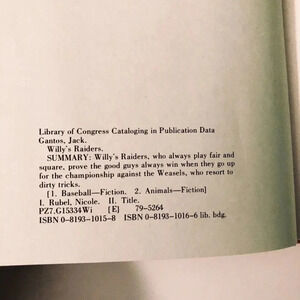 Library of Congress Cataloging in Publication Data
Gantos, Jack.
Willy's Raiders.
SUMMARY: Willy's Raiders, who always play fair and
square, prove the good guys always win when they go up
for the championship against the Weasels, who resort to
dirty tricks.
[1. Baseball—Fiction. 2. Animals—Fiction]
I. Rubel, Nicole. II. Title.
PZ7.G15334Wi [E] 79-5264
ISBN 0-8193-1015-8 ISBN 0-8193-1016-6 lib. bdg.